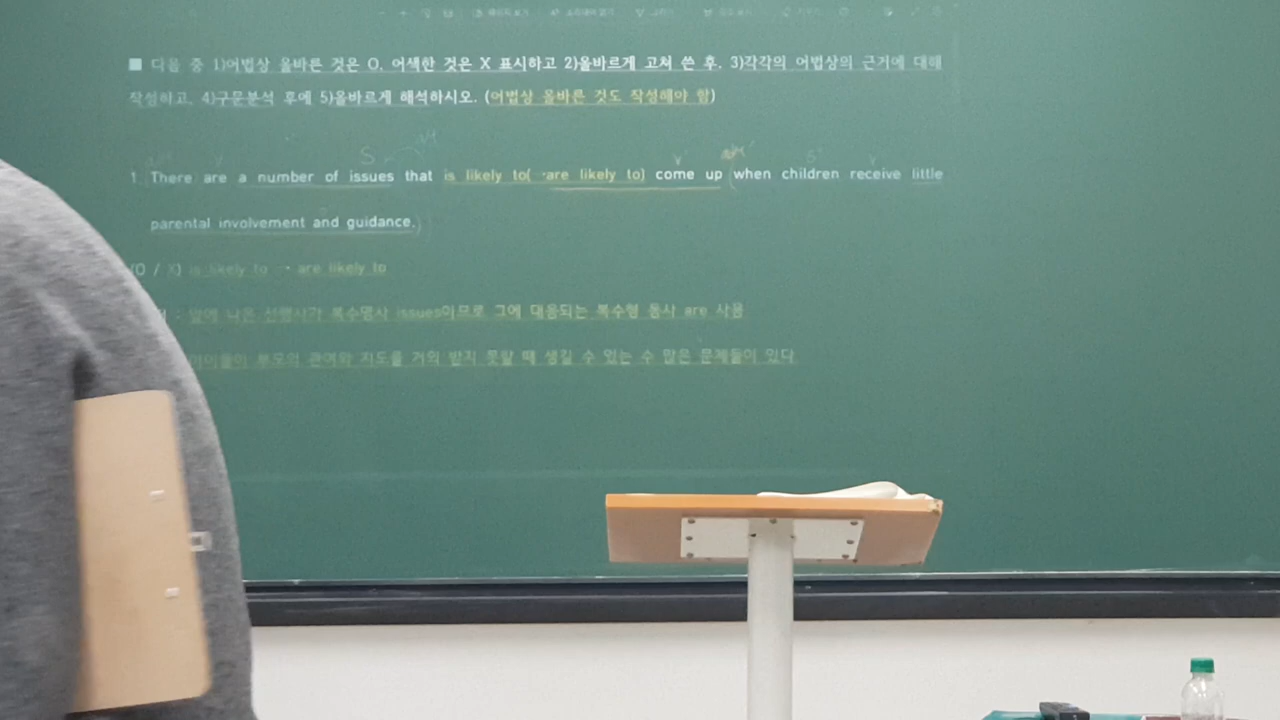 ■ 다음 중 1)어법상 올바른 것은 O, 어색한 것은 X 표시하고 2)올바르게 고쳐 쓴 후, 3)각각의 어법상의 근거에 대해
작성하고, 4)구문분석 후에 5)올바르게 해석하시오. (어법상 올바른 것도 작성해야 함)
S
V
V
1. There are a number of issues that is likely to( →are likely to) come up when children receive little
parental involvement and guidance.
(O / X) is likely to → are likely to
: 앞에 나온 선행사가 복수명사 issues이므로 그에 대응되는 복수형 동사 are 사용
아이들이 부모의 관여와 지도를 거의 받지 못할 때 생길 수 있는 수 많은 문제들이 있다